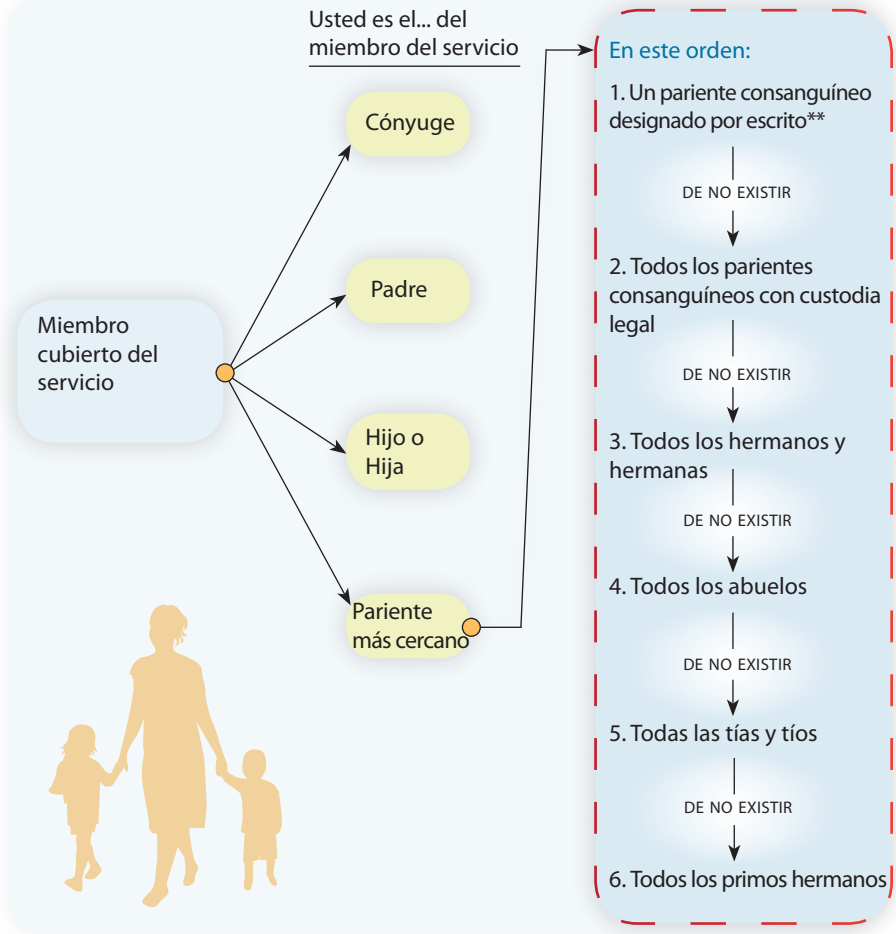 Usted es el... del
miembro del servicio
Miembro
cubierto del
servicio
Cónyuge
Padre
Hijo o
Hija
Pariente
más cercano
En este orden:
1. Un pariente consanguíneo
designado por escrito**
DE NO EXISTIR
2. Todos los parientes
consanguíneos con custodia
legal
DE NO EXISTIR
3. Todos los hermanos y
hermanas
DE NO EXISTIR
4. Todos los abuelos
DE NO EXISTIR
5. Todas las tías y tíos
DE NO EXISTIR
6. Todos los primos hermanos